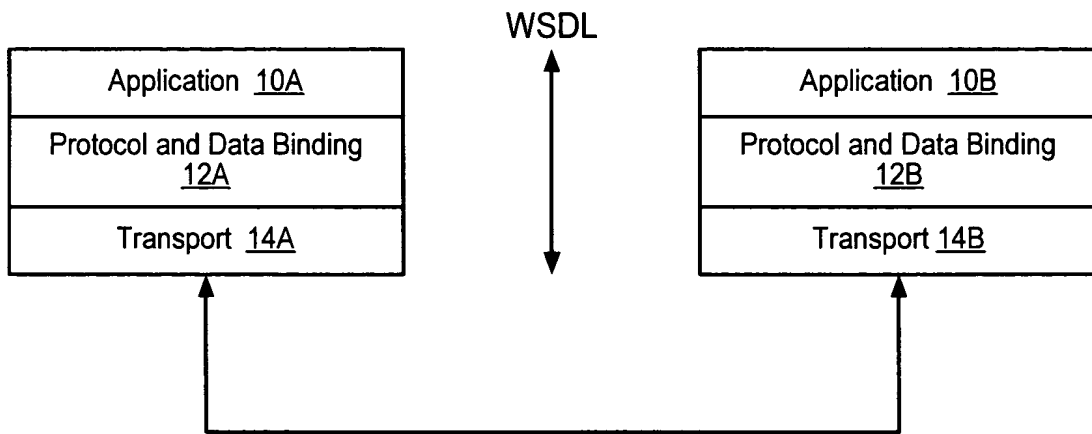 WSDL
Application 10A
Protocol and Data Binding
12A
Transport 14A
Application 10B
Protocol and Data Binding
12B
Transport 14B